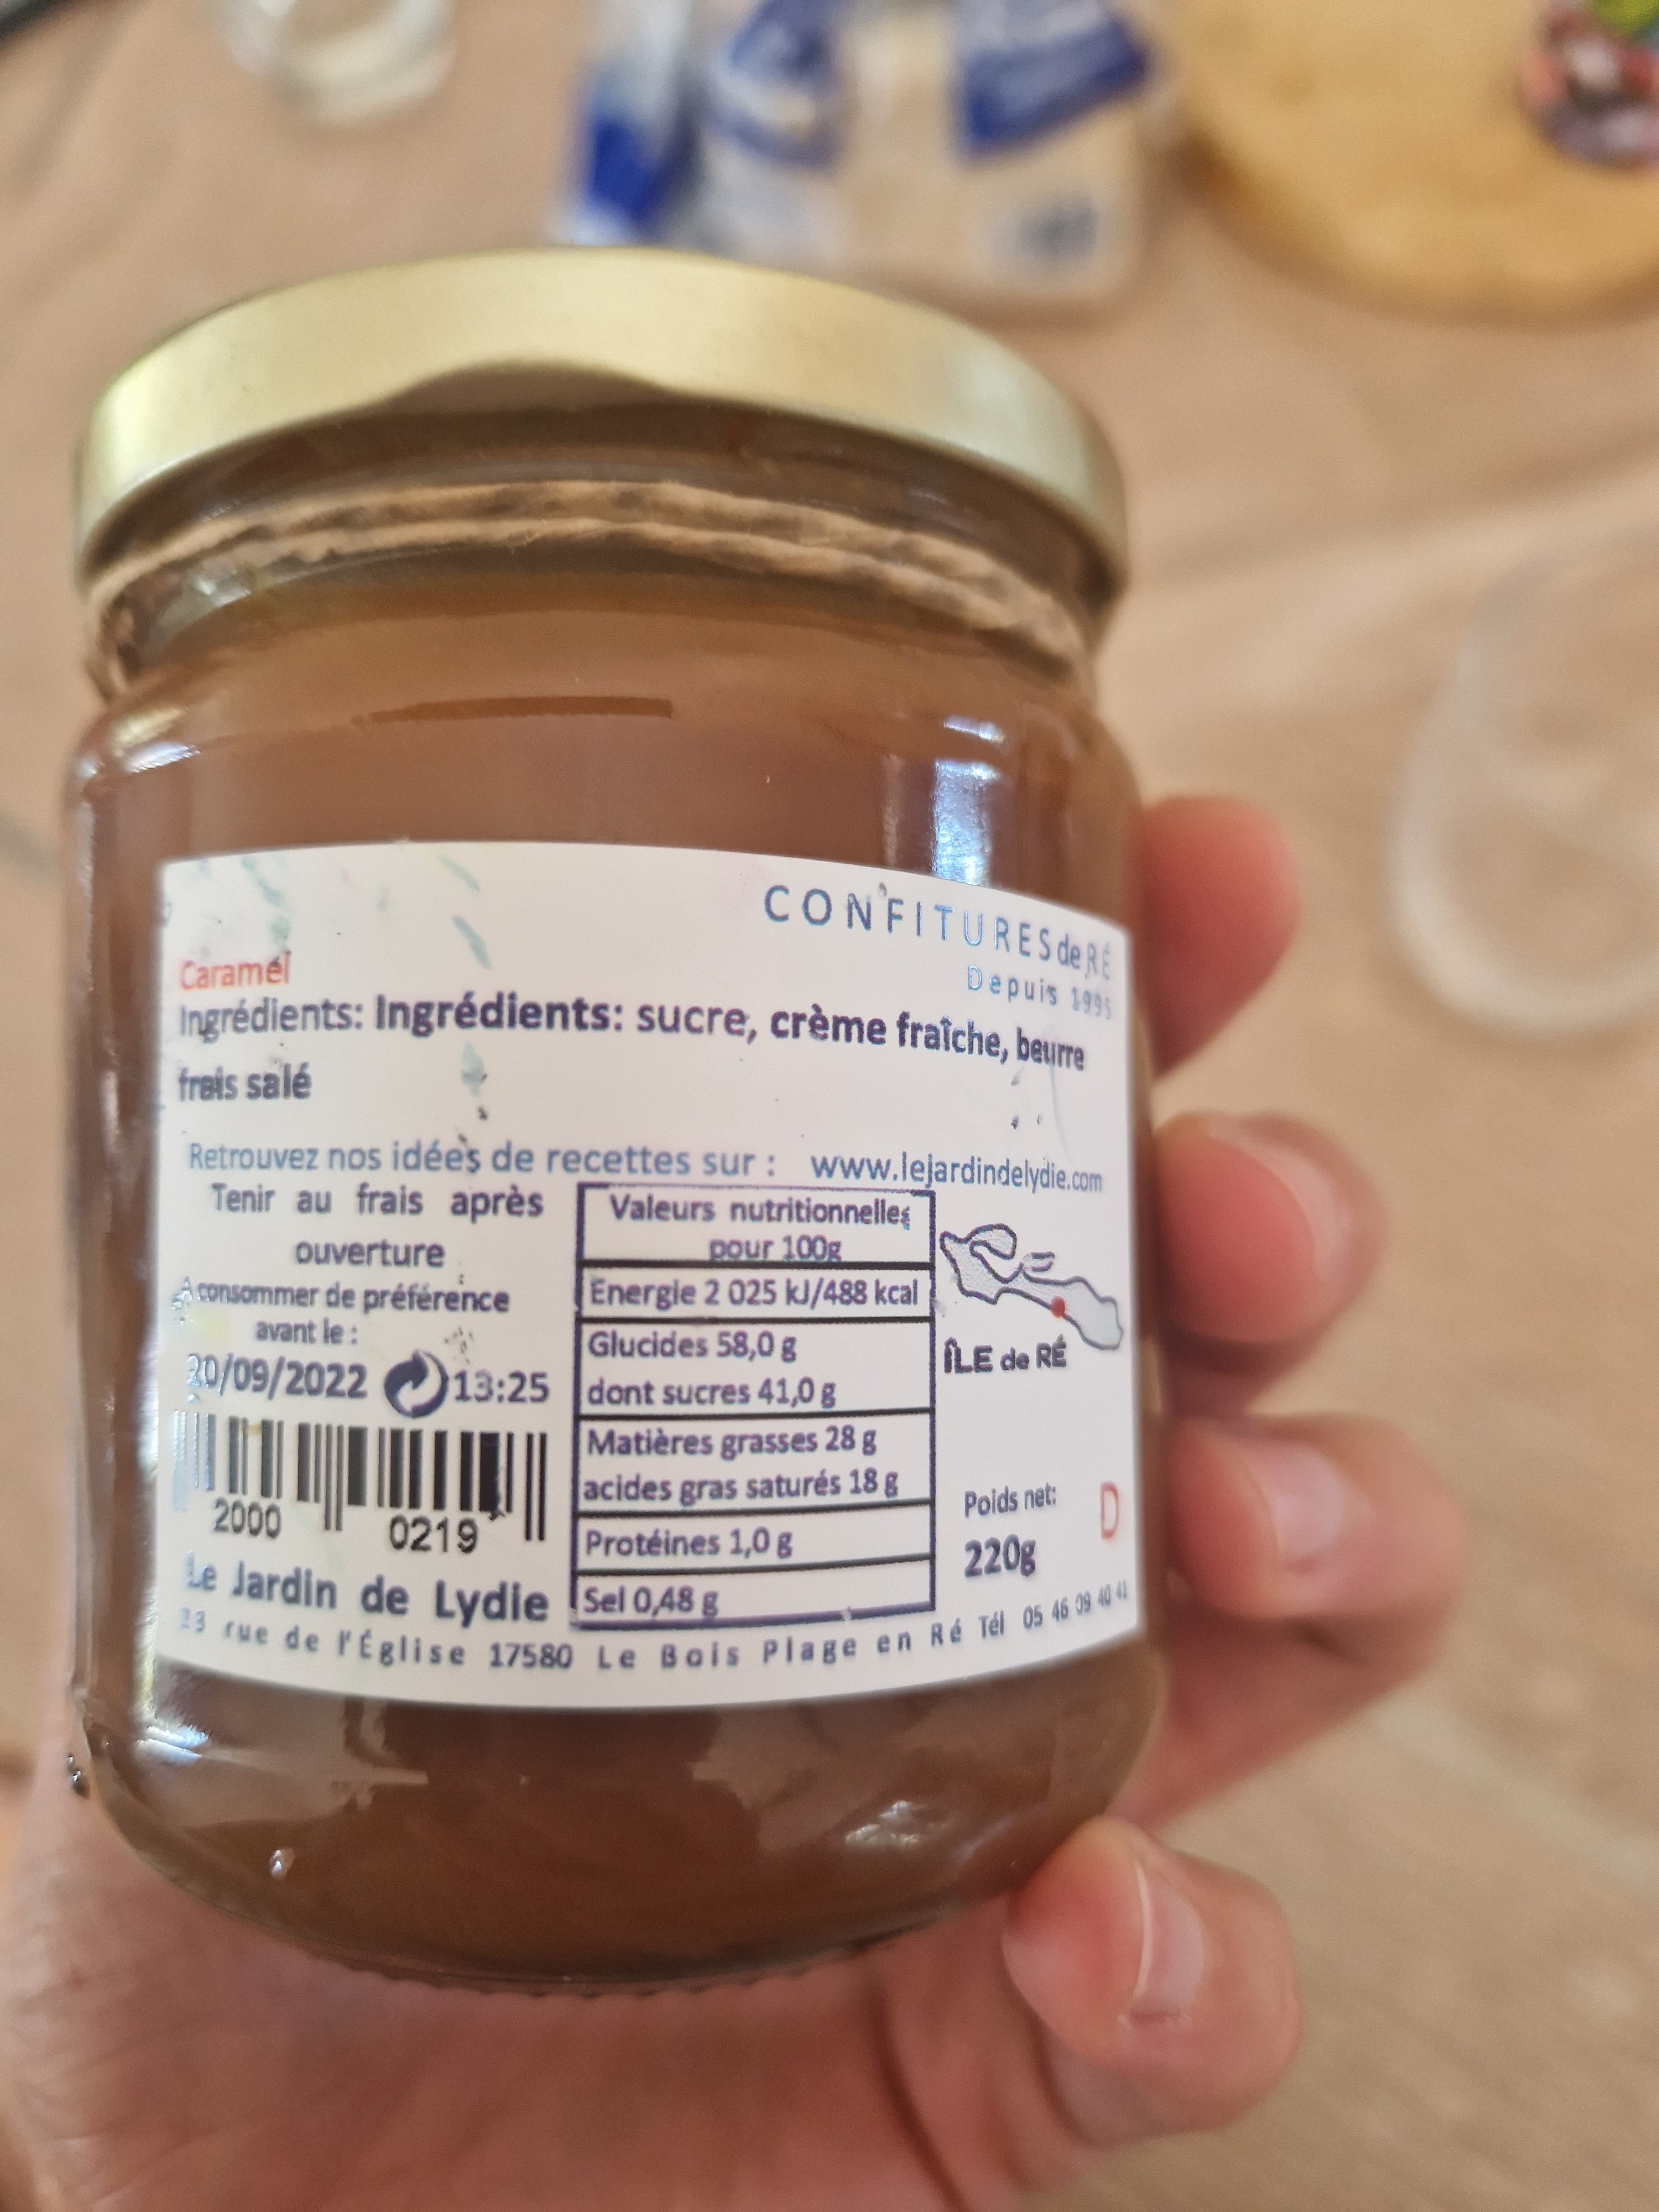 CONFITURES de RÉ
Depuis 1995
Caramel
Ingrédients: Ingrédients: sucre, crème fraîche, beurre
frais salé
Retrouvez nos idées de recettes sur : www.lejardindelydie.com
Tenir au frais après
ouverture
A consommer de préférence
avant le :
20/09/2022 13:25
2000 0219
Le Jardin de Lydie
Valeurs nutritionnelles
pour 100g
Energie 2 025 kJ/488 kcal
Glucides 58,0 g
dont sucres 41,0 g
Matières grasses 28 g
acides gras saturés 18 g
Protéines 1,0 g
Sel 0,48 g
ÎLE de RÉ
Poids net:
220g
D
23 rue de l'Église 17580 Le Bois Plage en Ré Tél 05 46 09 40 41